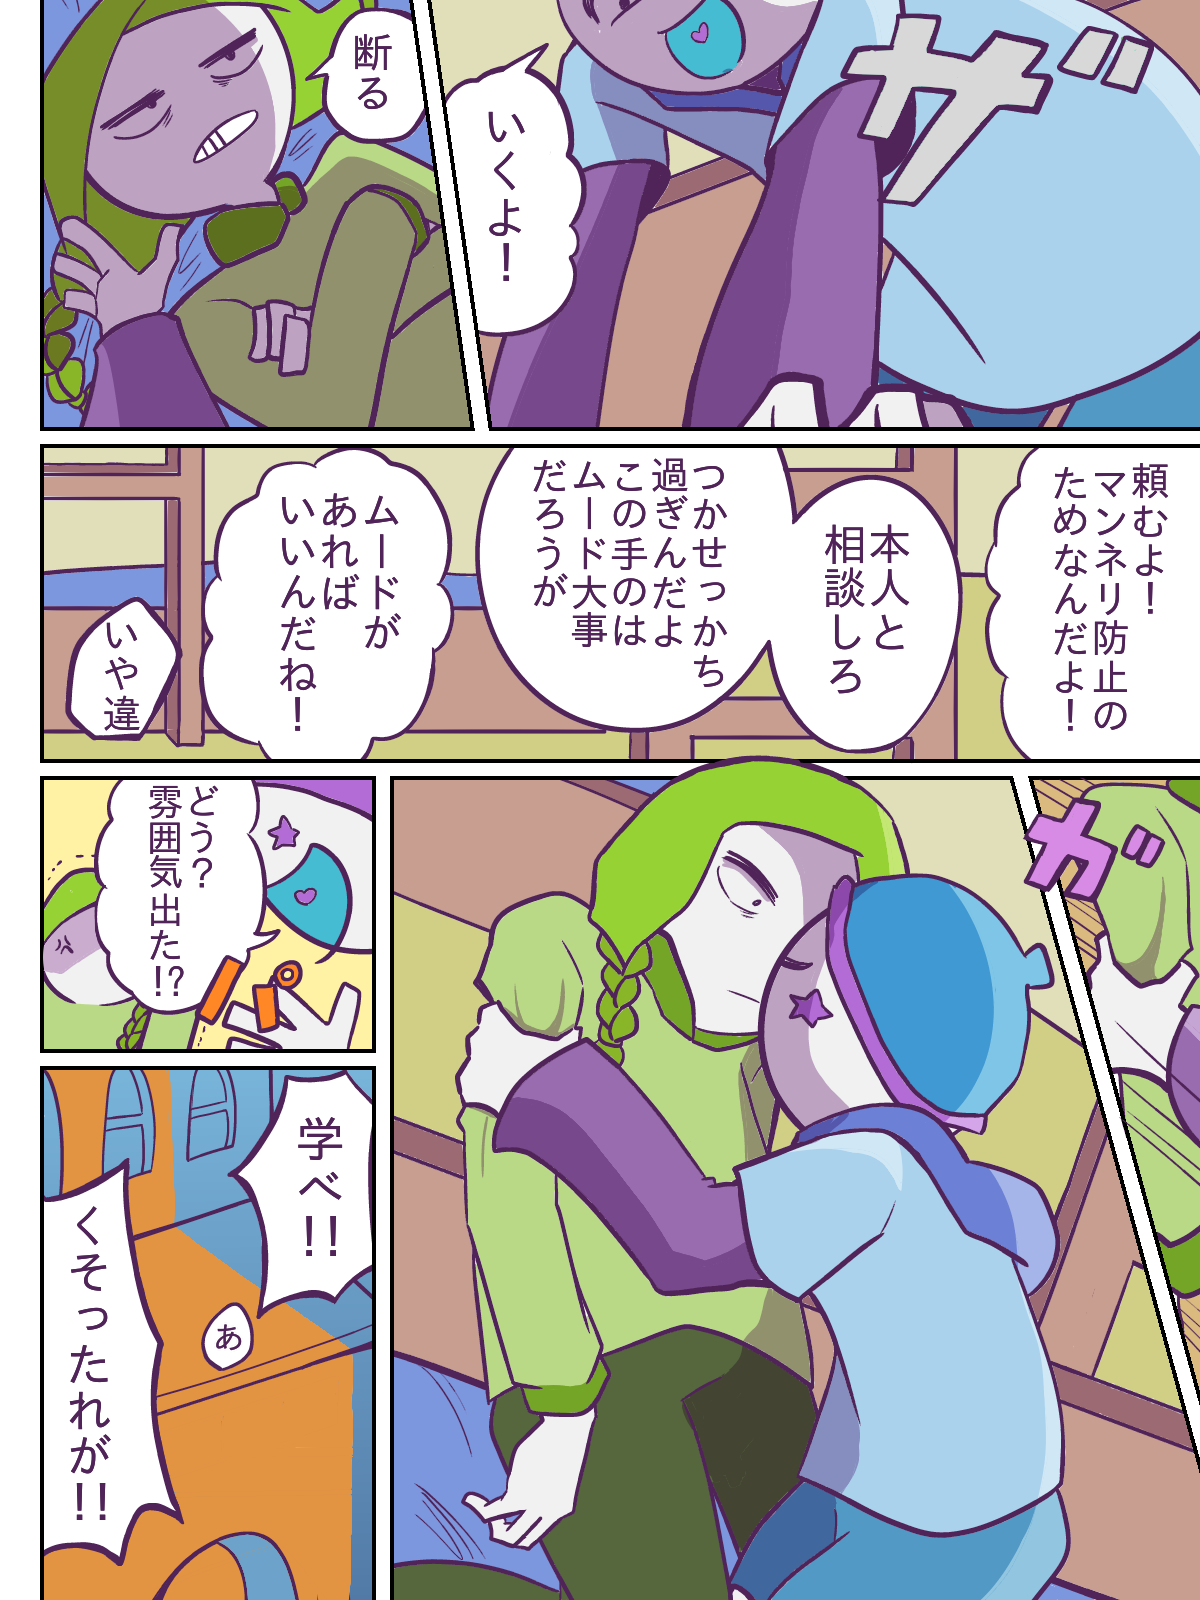 ザ
いくよ！
断る
頼むよ！
マンネリ防止の
ためなんだよ！
本人と
相談しろ
つかせっかち
過ぎんだよ
この手のは
ムード大事
だろうが
ムードが
あれば
いいんだね！
いや違
ガ
どう？
雰囲気出た!?
学べ!!
あ
くそったれが!!